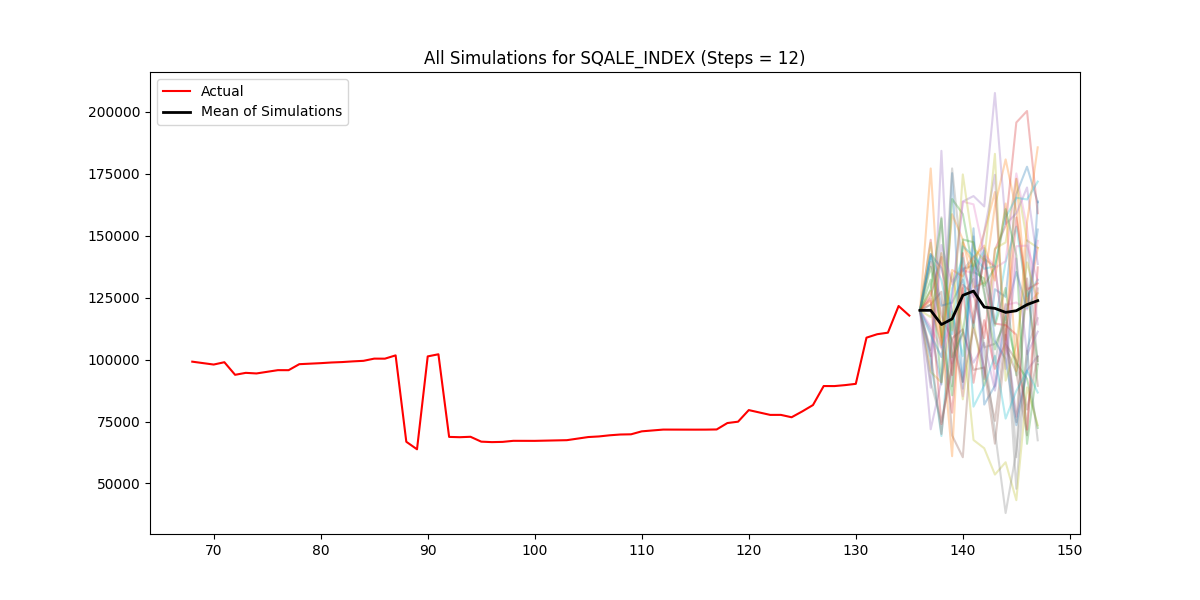 All Simulations for SQALE_INDEX (Steps = 12)
Actual
Mean of Simulations
200000
175000
150000
125000
100000
75000
50000
70 80 90 100 110 120 130 140 150